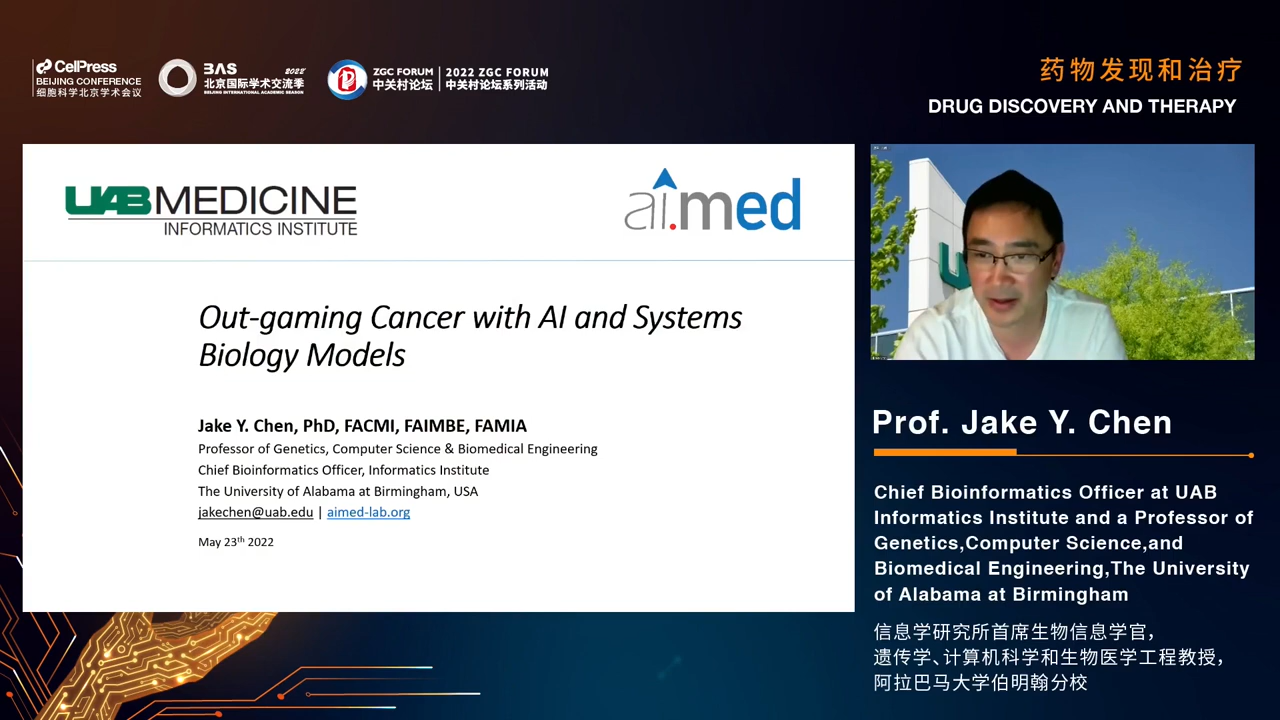 CellPress
BEIJING CONFERENCE
细胞科学北京学术会议
BAS 2022
北京国际学术交流季
BEIJING INTERNATIONAL ACADEMIC SEASON
ZGC FORUM
中关村论坛
2022 ZGC FORUM
中关村论坛系列活动
药物发现和治疗
DRUG DISCOVERY AND THERAPY
UAB MEDICINE
INFORMATICS INSTITUTE
ai.med
Out-gaming Cancer with AI and Systems
Biology Models
Jake Y. Chen, PhD, FACMI, FAIMBE, FAMIA
Professor of Genetics, Computer Science & Biomedical Engineering
Chief Bioinformatics Officer, Informatics Institute
The University of Alabama at Birmingham, USA
jakechen@uab.edu | aimed-lab.org
May 23th 2022
Prof. Jake Y. Chen
Chief Bioinformatics Officer at UAB
Informatics Institute and a Professor of
Genetics,Computer Science,and
Biomedical Engineering,The University
of Alabama at Birmingham
信息学研究所首席生物信息学官，
遗传学、计算机科学和生物医学工程教授，
阿拉巴马大学伯明翰分校